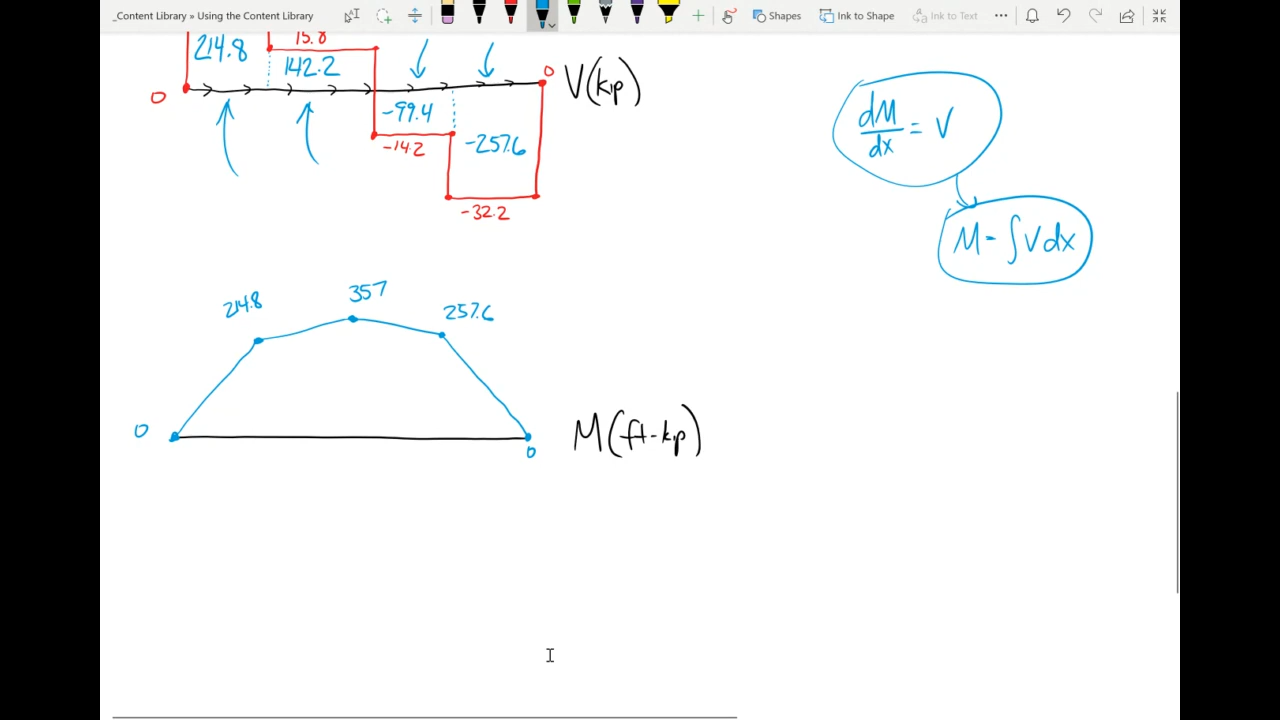 _Content Library » Using the Content Library
Shapes
Ink to Shape
Ink to Text
214.8
15.8
142.2
0
0
V(kip)
-99.4
-14.2
-257.6
-32.2
dM/dx = V
M = ∫Vdx
214.8
357
257.6
0
0
M(ft-kip)